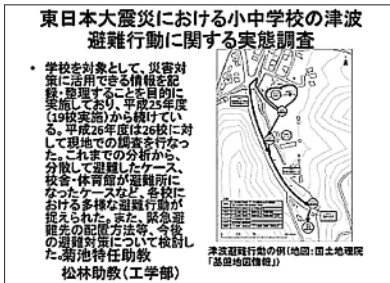 東日本大震災における小中学校の津波
避難行動に関する実態調査
• 学校を対象として、災害対
策に活用できる情報を記
録・整理することを目的に
実施しており、平成25年度
（19校実施）から続けてい
る。平成26年度は26校に対
して現地での調査を行なっ
た。これまでの分析から、
分散して避難したケース、
校舎・体育館が避難所に
なったケースなど、各校に
おける多様な避難行動が
捉えられた。また、緊急避
難先の配置方法等、今後
の避難対策について検討し
た。菊池特任助教
松林助教（工学部）
津波避難行動の例（地図：国土地理院
「基盤地図情報」）